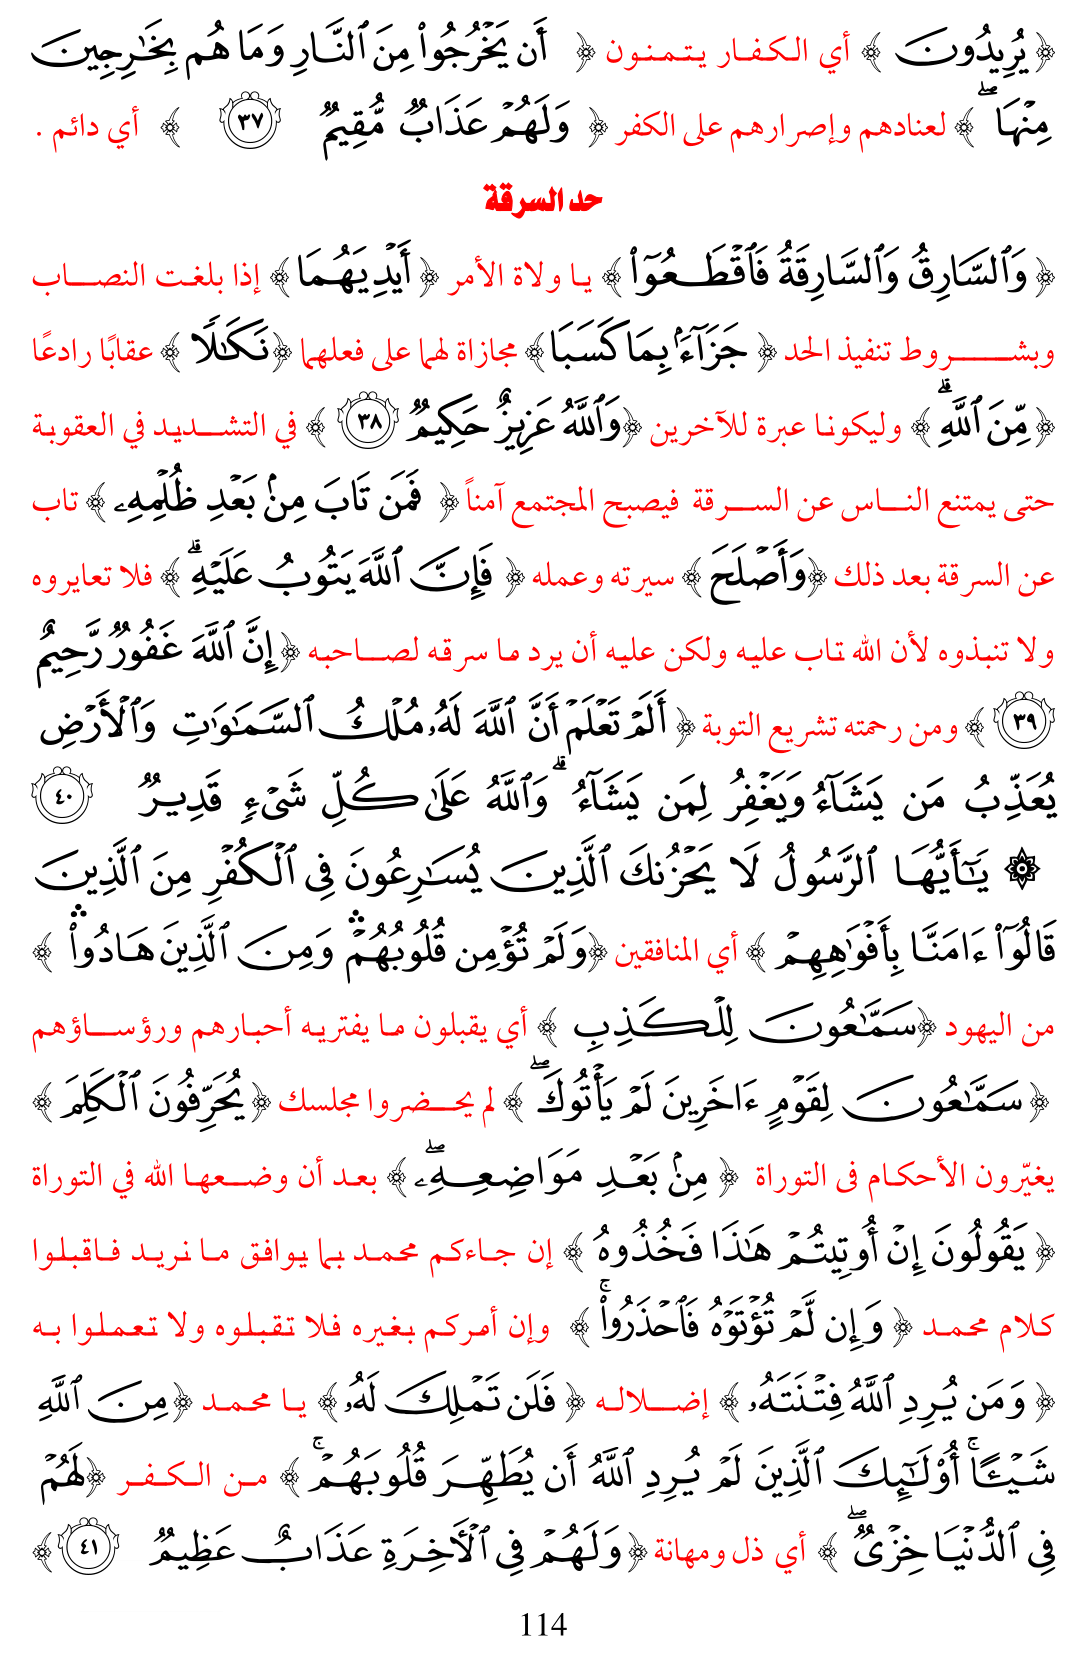 ﴿ يُرِيدُونَ ﴾ أي الكفار يتمنون ﴿ أَن يَخْرُجُوا۟ مِنَ ٱلنَّارِ وَمَا هُم بِخَـٰرِجِينَ
مِنْهَا ۖ ﴾ لعنادهم وإصرارهم على الكفر ﴿ وَلَهُمْ عَذَابٌ مُّقِيمٌ ٣٧ ﴾ أي دائم .
حد السرقة
﴿ وَٱلسَّارِقُ وَٱلسَّارِقَةُ فَٱقْطَعُوٓا۟ ﴾ يا ولاة الأمر ﴿ أَيْدِيَهُمَا ﴾ إذا بلغت النصاب
وبشروط تنفيذ الحد ﴿ جَزَآءًۢ بِمَا كَسَبَا ﴾ مجازاة لهما على فعلهما ﴿ نَكَـٰلًا ﴾ عقابًا رادعًا
﴿ مِّنَ ٱللَّهِ ۗ ﴾ وليكونا عبرة للآخرين ﴿ وَٱللَّهُ عَزِيزٌ حَكِيمٌ ٣٨ ﴾ في التشديد في العقوبة
حتى يمتنع الناس عن السرقة فيصبح المجتمع آمناً ﴿ فَمَن تَابَ مِنۢ بَعْدِ ظُلْمِهِۦ ﴾ تاب
عن السرقة بعد ذلك ﴿ وَأَصْلَحَ ﴾ سيرته وعمله ﴿ فَإِنَّ ٱللَّهَ يَتُوبُ عَلَيْهِ ۗ ﴾ فلا تعايروه
ولا تنبذوه لأن الله تاب عليه ولكن عليه أن يرد ما سرقه لصاحبه ﴿ إِنَّ ٱللَّهَ غَفُورٌ رَّحِيمٌ
٣٩ ﴾ ومن رحمته تشريع التوبة ﴿ أَلَمْ تَعْلَمْ أَنَّ ٱللَّهَ لَهُۥ مُلْكُ ٱلسَّمَـٰوَٰتِ وَٱلْأَرْضِ
يُعَذِّبُ مَن يَشَآءُ وَيَغْفِرُ لِمَن يَشَآءُ ۗ وَٱللَّهُ عَلَىٰ كُلِّ شَىْءٍ قَدِيرٌ ٤٠
۞ يَـٰٓأَيُّهَا ٱلرَّسُولُ لَا يَحْزُنكَ ٱلَّذِينَ يُسَـٰرِعُونَ فِى ٱلْكُفْرِ مِنَ ٱلَّذِينَ
قَالُوٓا۟ ءَامَنَّا بِأَفْوَٰهِهِمْ ﴾ أي المنافقين ﴿ وَلَمْ تُؤْمِن قُلُوبُهُمْ ۛ وَمِنَ ٱلَّذِينَ هَادُوا۟ ۛ ﴾
من اليهود ﴿ سَمَّـٰعُونَ لِلْكَذِبِ ﴾ أي يقبلون ما يفتريه أحبارهم ورؤساؤهم
﴿ سَمَّـٰعُونَ لِقَوْمٍ ءَاخَرِينَ لَمْ يَأْتُوكَ ۖ ﴾ لم يحضروا مجلسك ﴿ يُحَرِّفُونَ ٱلْكَلِمَ ﴾
يغيّرون الأحكام فى التوراة ﴿ مِنۢ بَعْدِ مَوَاضِعِهِۦ ۖ ﴾ بعد أن وضعها الله في التوراة
﴿ يَقُولُونَ إِنْ أُوتِيتُمْ هَـٰذَا فَخُذُوهُ ﴾ إن جاءكم محمد بما يوافق ما نريد فاقبلوا
كلام محمد ﴿ وَإِن لَّمْ تُؤْتَوْهُ فَٱحْذَرُوا۟ ۚ ﴾ وإن أمركم بغيره فلا تقبلوه ولا تعملوا به
﴿ وَمَن يُرِدِ ٱللَّهُ فِتْنَتَهُۥ ﴾ إضلاله ﴿ فَلَن تَمْلِكَ لَهُۥ ﴾ يا محمد ﴿ مِنَ ٱللَّهِ
شَيْـًٔا ۚ أُو۟لَـٰٓئِكَ ٱلَّذِينَ لَمْ يُرِدِ ٱللَّهُ أَن يُطَهِّرَ قُلُوبَهُمْ ۚ ﴾ من الكفر ﴿ لَهُمْ
فِى ٱلدُّنْيَا خِزْىٌ ۖ ﴾ أي ذل ومهانة ﴿ وَلَهُمْ فِى ٱلْـَٔاخِرَةِ عَذَابٌ عَظِيمٌ ٤١ ﴾
114